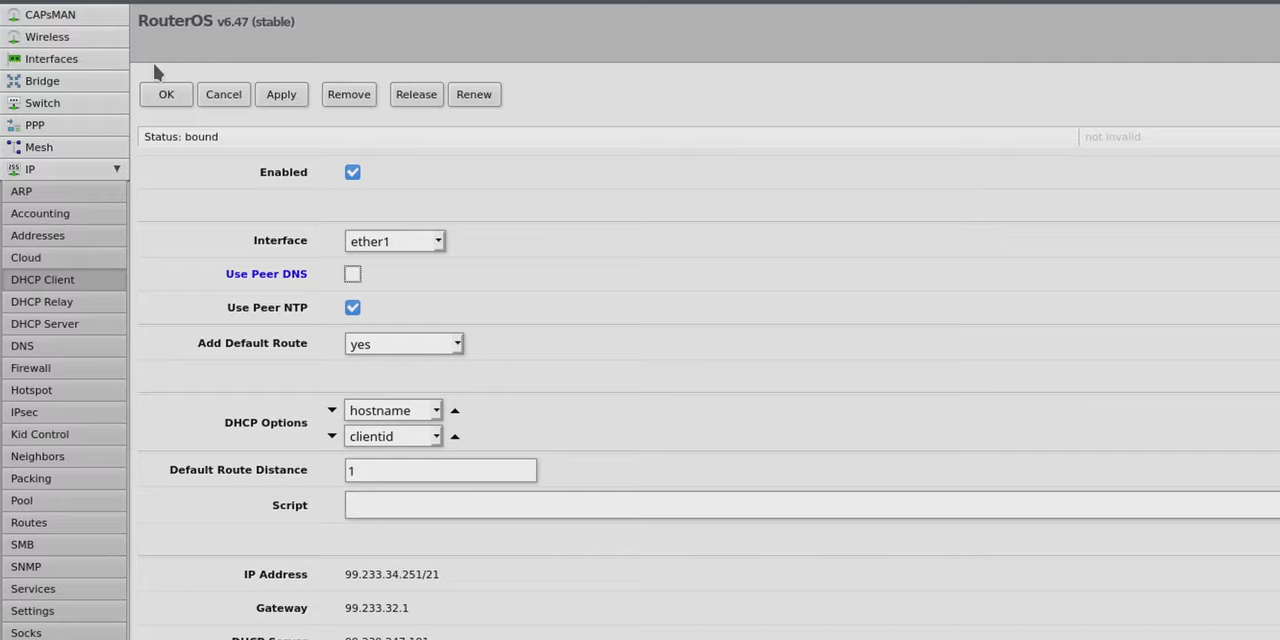 CAPsMAN
Wireless
Interfaces
Bridge
Switch
PPP
Mesh
IP
ARP
Accounting
Addresses
Cloud
DHCP Client
DHCP Relay
DHCP Server
DNS
Firewall
Hotspot
IPsec
Kid Control
Neighbors
Packing
Pool
Routes
SMB
SNMP
Services
Settings
Socks
RouterOS v6.47 (stable)
OK Cancel Apply Remove Release Renew
Status: bound not invalid
Enabled
Interface ether1
Use Peer DNS
Use Peer NTP
Add Default Route yes
DHCP Options hostname
clientid
Default Route Distance 1
Script
IP Address 99.233.34.251/21
Gateway 99.233.32.1